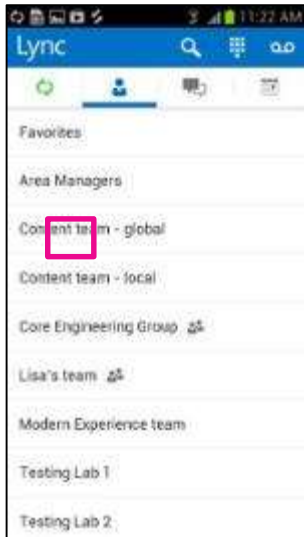 11:22 AM
Lync
Favorites
Area Managers
Content team - global
Content team - local
Core Engineering Group
Lisa's team
Modern Experience team
Testing Lab 1
Testing Lab 2